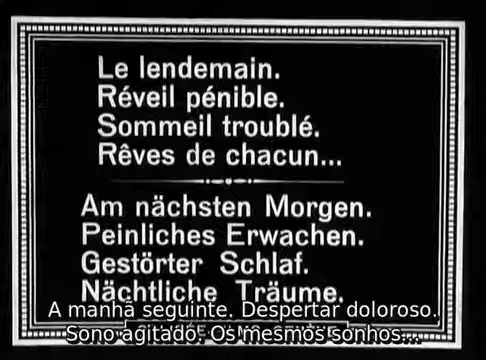 Le lendemain.
Réveil pénible.
Sommeil troublé.
Rêves de chacun...
Am nächsten Morgen.
Peinliches Erwachen.
Gestörter Schlaf.
Nächtliche Träume.
A manhã seguinte. Despertar doloroso.
Sono agitado. Os mesmos sonhos...